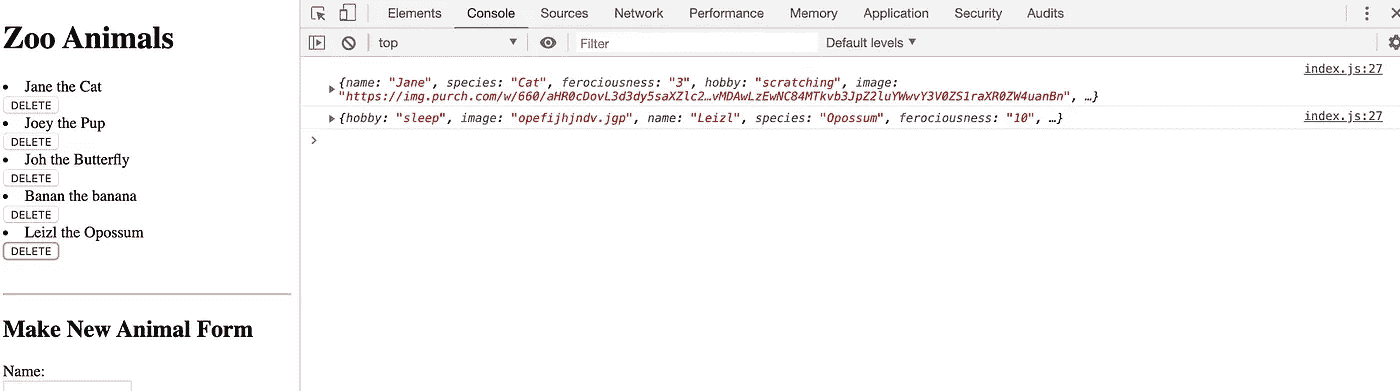 Zoo Animals
Jane the Cat
DELETE
Joey the Pup
DELETE
Joh the Butterfly
DELETE
Banan the banana
DELETE
Leizl the Opossum
DELETE
Make New Animal Form
Name:
Elements Console Sources Network Performance Memory Application Security Audits
top Filter Default levels
index.js:27
{name: "Jane", species: "Cat", ferociousness: "3", hobby: "scratching", image:
"https://img.purch.com/w/660/aHR0cDovL3d3dy5saXZlc2…vMDAwLzEwNC84MTkvb3JpZ2luYWwvY3V0ZS1raXR0ZW4uanBn", …}
{hobby: "sleep", image: "opefijhjndv.jgp", name: "Leizl", species: "Opossum", ferociousness: "10", …} index.js:27